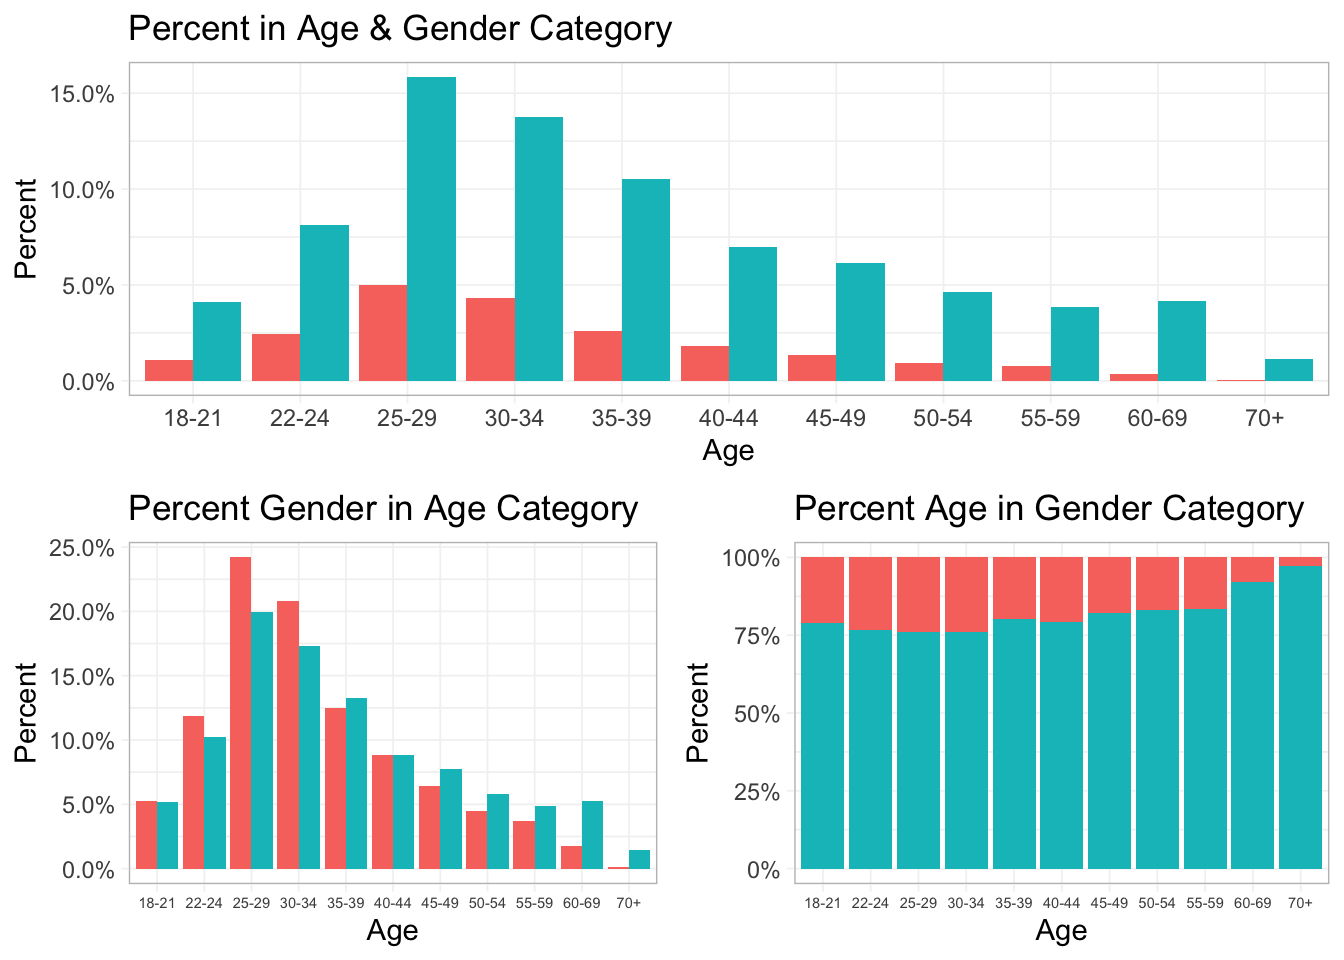 Percent in Age & Gender Category
Percent
15.0%
10.0%
5.0%
0.0%
18-21 22-24 25-29 30-34 35-39 40-44 45-49 50-54 55-59 60-69 70+
Age
Percent Gender in Age Category
Percent
25.0%
20.0%
15.0%
10.0%
5.0%
0.0%
18-21 22-24 25-29 30-34 35-39 40-44 45-49 50-54 55-59 60-69 70+
Age
Percent Age in Gender Category
Percent
100%
75%
50%
25%
0%
18-21 22-24 25-29 30-34 35-39 40-44 45-49 50-54 55-59 60-69 70+
Age